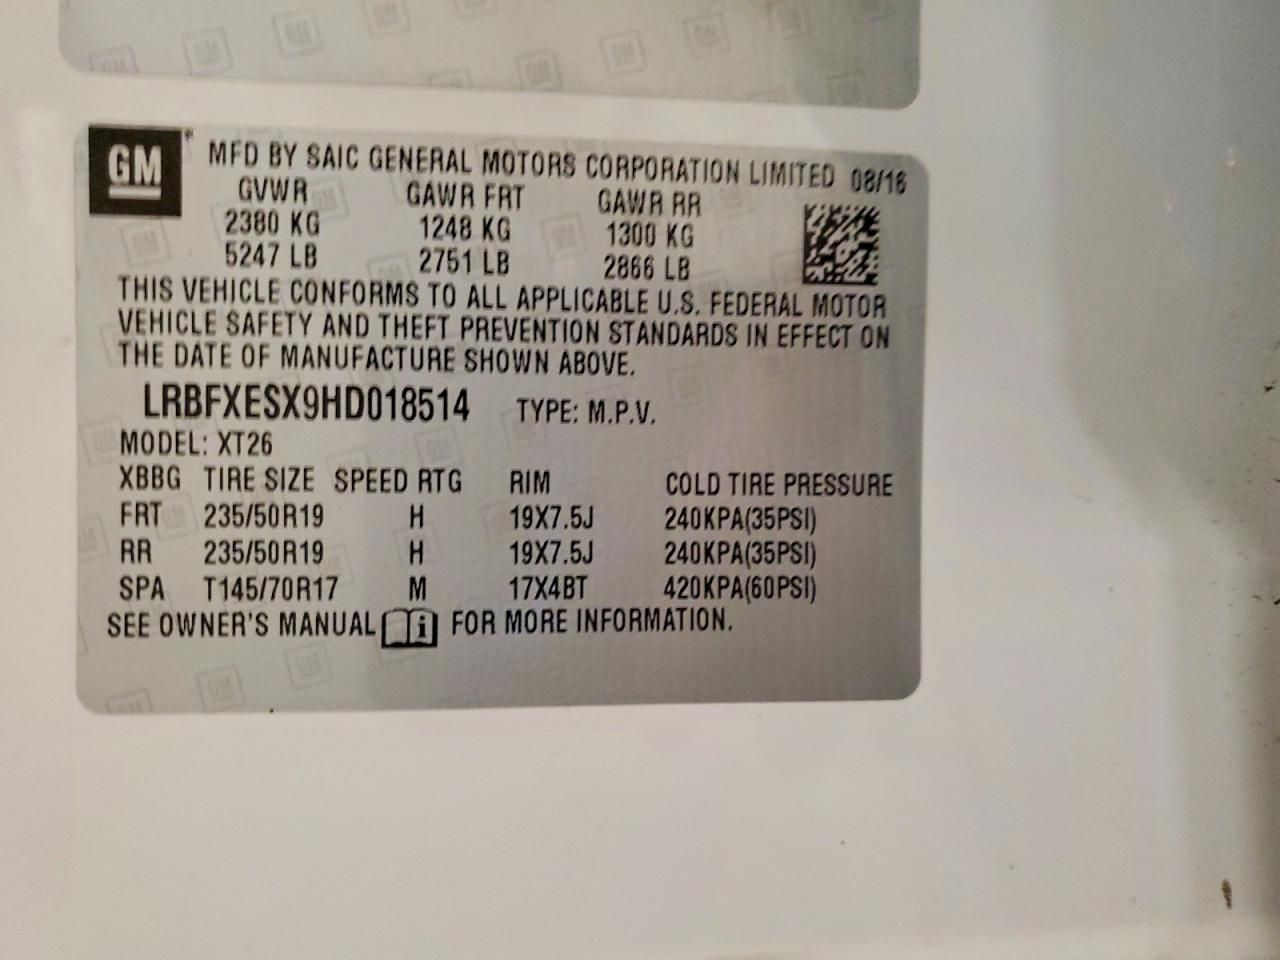 GM
MFD BY SAIC GENERAL MOTORS CORPORATION LIMITED 08/16
GVWR GAWR FRT GAWR RR
2380 KG 1248 KG 1300 KG
5247 LB 2751 LB 2866 LB
THIS VEHICLE CONFORMS TO ALL APPLICABLE U.S. FEDERAL MOTOR
VEHICLE SAFETY AND THEFT PREVENTION STANDARDS IN EFFECT ON
THE DATE OF MANUFACTURE SHOWN ABOVE.
LRBFXESX9HD018514 TYPE: M.P.V.
MODEL: XT26
XBBG TIRE SIZE SPEED RTG RIM COLD TIRE PRESSURE
FRT 235/50R19 H 19X7.5J 240KPA(35PSI)
RR 235/50R19 H 19X7.5J 240KPA(35PSI)
SPA T145/70R17 M 17X4BT 420KPA(60PSI)
SEE OWNER'S MANUAL i FOR MORE INFORMATION.